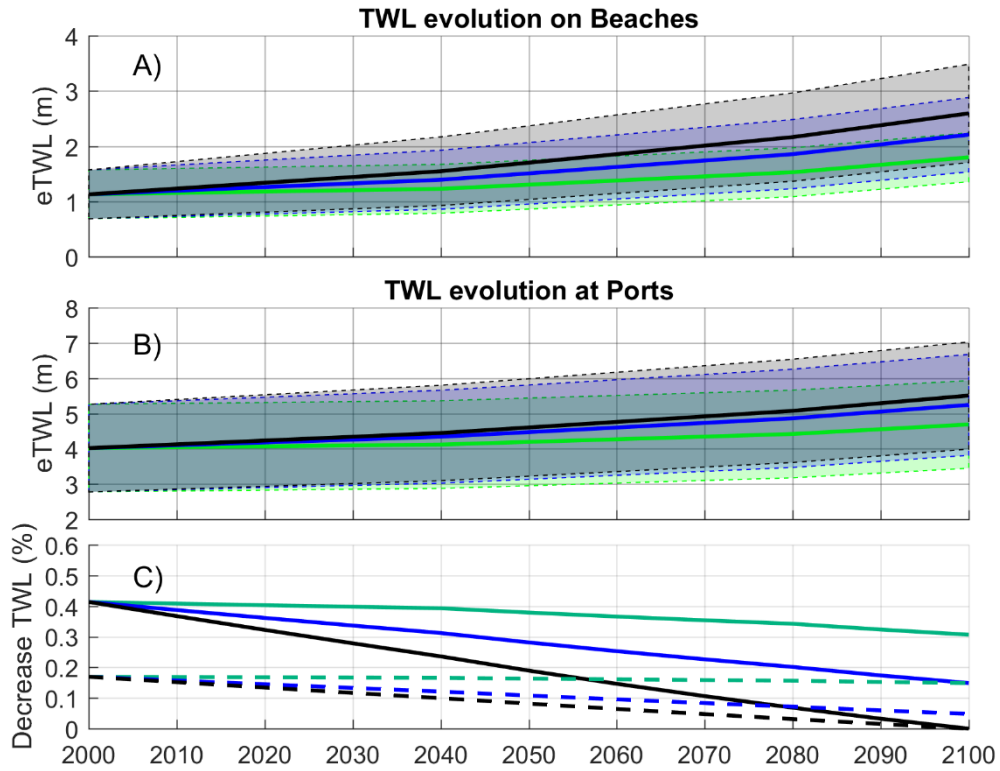 TWL evolution on Beaches
A)
eTWL (m)
4
3
2
1
0
TWL evolution at Ports
B)
eTWL (m)
8
7
6
5
4
3
2
C)
Decrease TWL (%)
0.6
0.5
0.4
0.3
0.2
0.1
0
2000 2010 2020 2030 2040 2050 2060 2070 2080 2090 2100